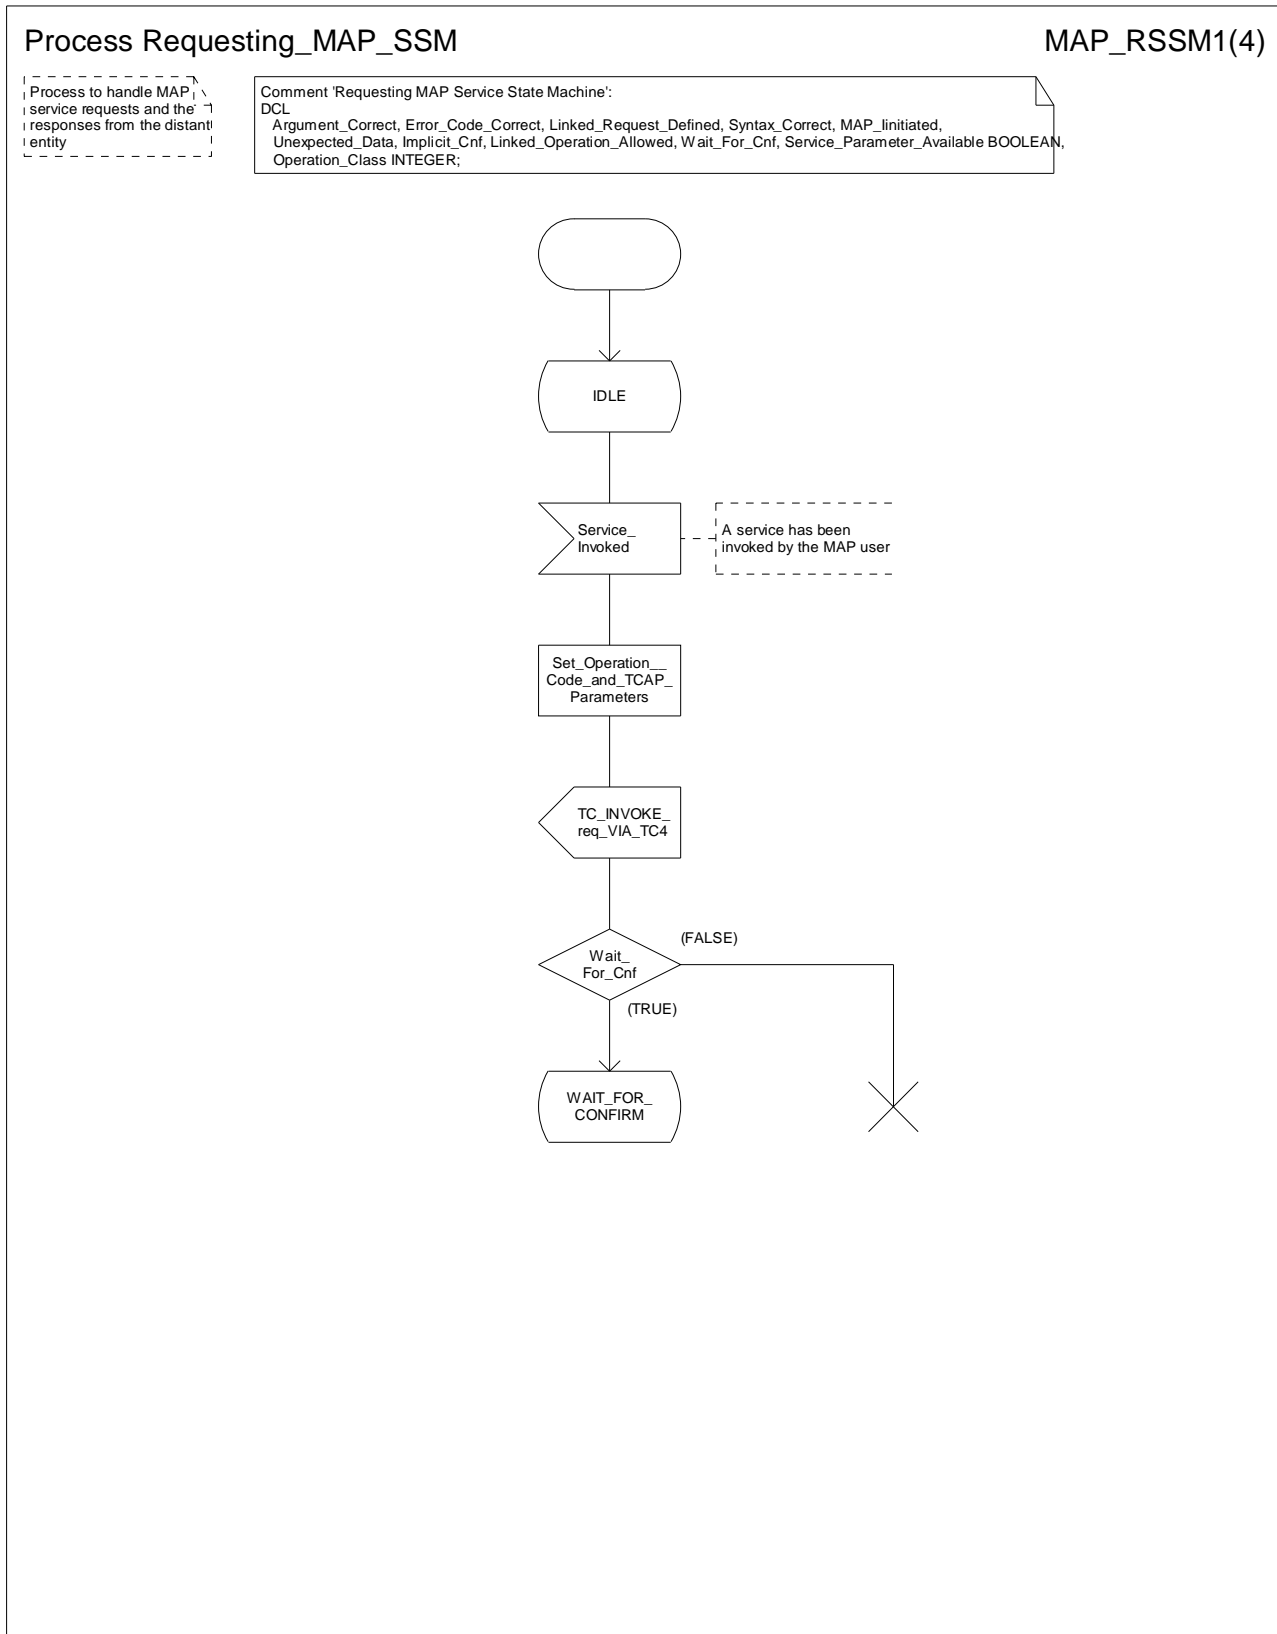 Process Requesting_MAP_SSM
MAP_RSSM1(4)
Process to handle MAP
service requests and the
responses from the distant
entity
Comment 'Requesting MAP Service State Machine':
DCL
Argument_Correct, Error_Code_Correct, Linked_Request_Defined, Syntax_Correct, MAP_Iinitiated,
Unexpected_Data, Implicit_Cnf, Linked_Operation_Allowed, Wait_For_Cnf, Service_Parameter_Available BOOLEAN,
Operation_Class INTEGER;
IDLE
Service_
Invoked
A service has been
invoked by the MAP user
Set_Operation__
Code_and_TCAP_
Parameters
TC_INVOKE_
req_VIA_TC4
Wait_
For_Cnf
(FALSE)
(TRUE)
WAIT_FOR_
CONFIRM